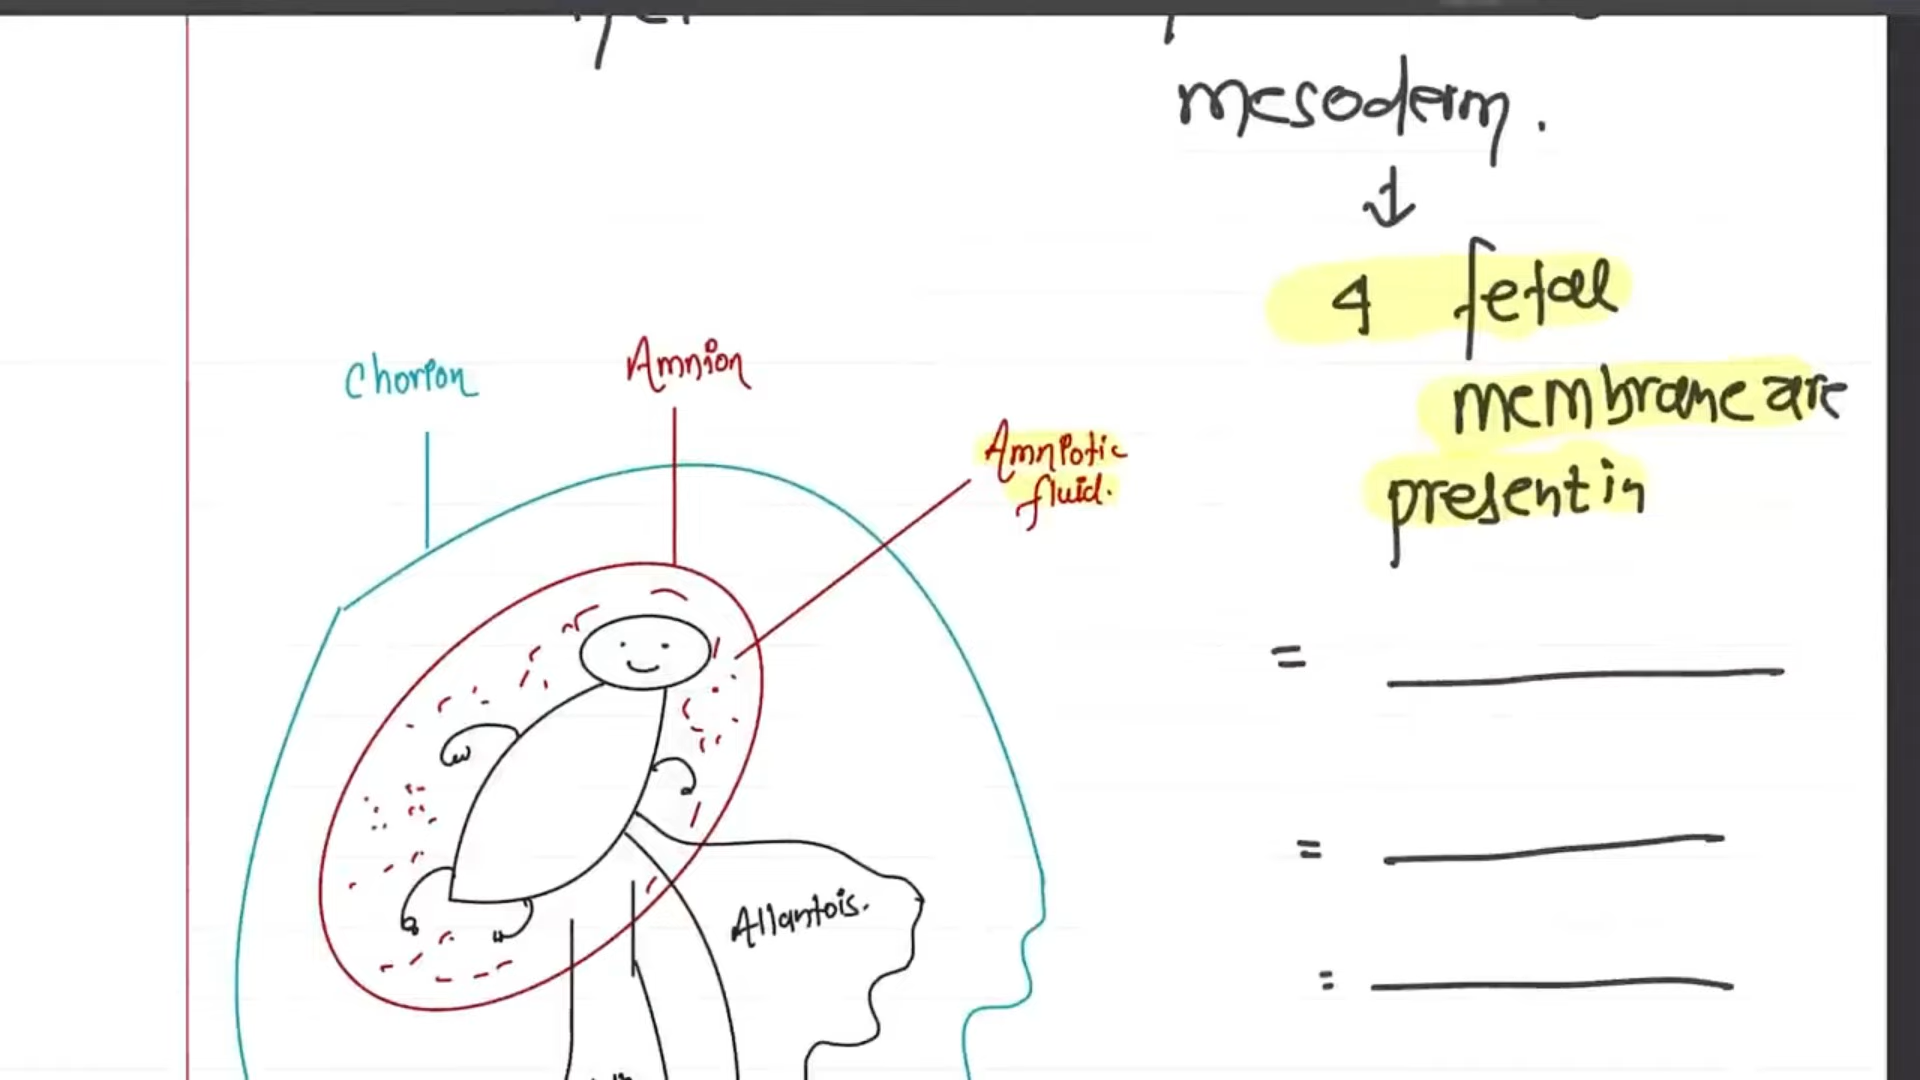 mesoderm.
↓
4 fetal
membrane are
present in
Chorion
Amnion
Amniotic
fluid.
=
=
=
Allantois.